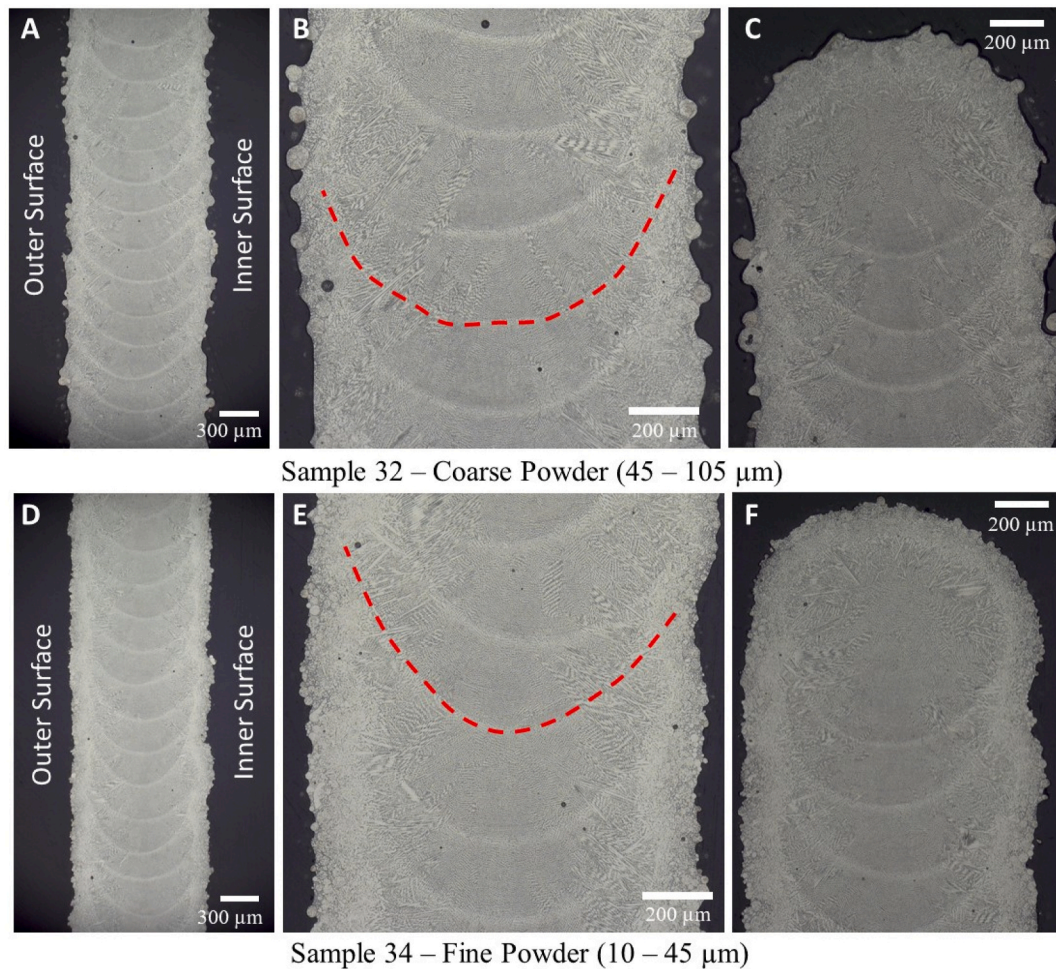 A
B
C
200 µm
Outer Surface
Inner Surface
300 µm
200 µm
Sample 32 – Coarse Powder (45 – 105 µm)
D
E
F
200 µm
Outer Surface
Inner Surface
300 µm
200 µm
Sample 34 – Fine Powder (10 – 45 µm)